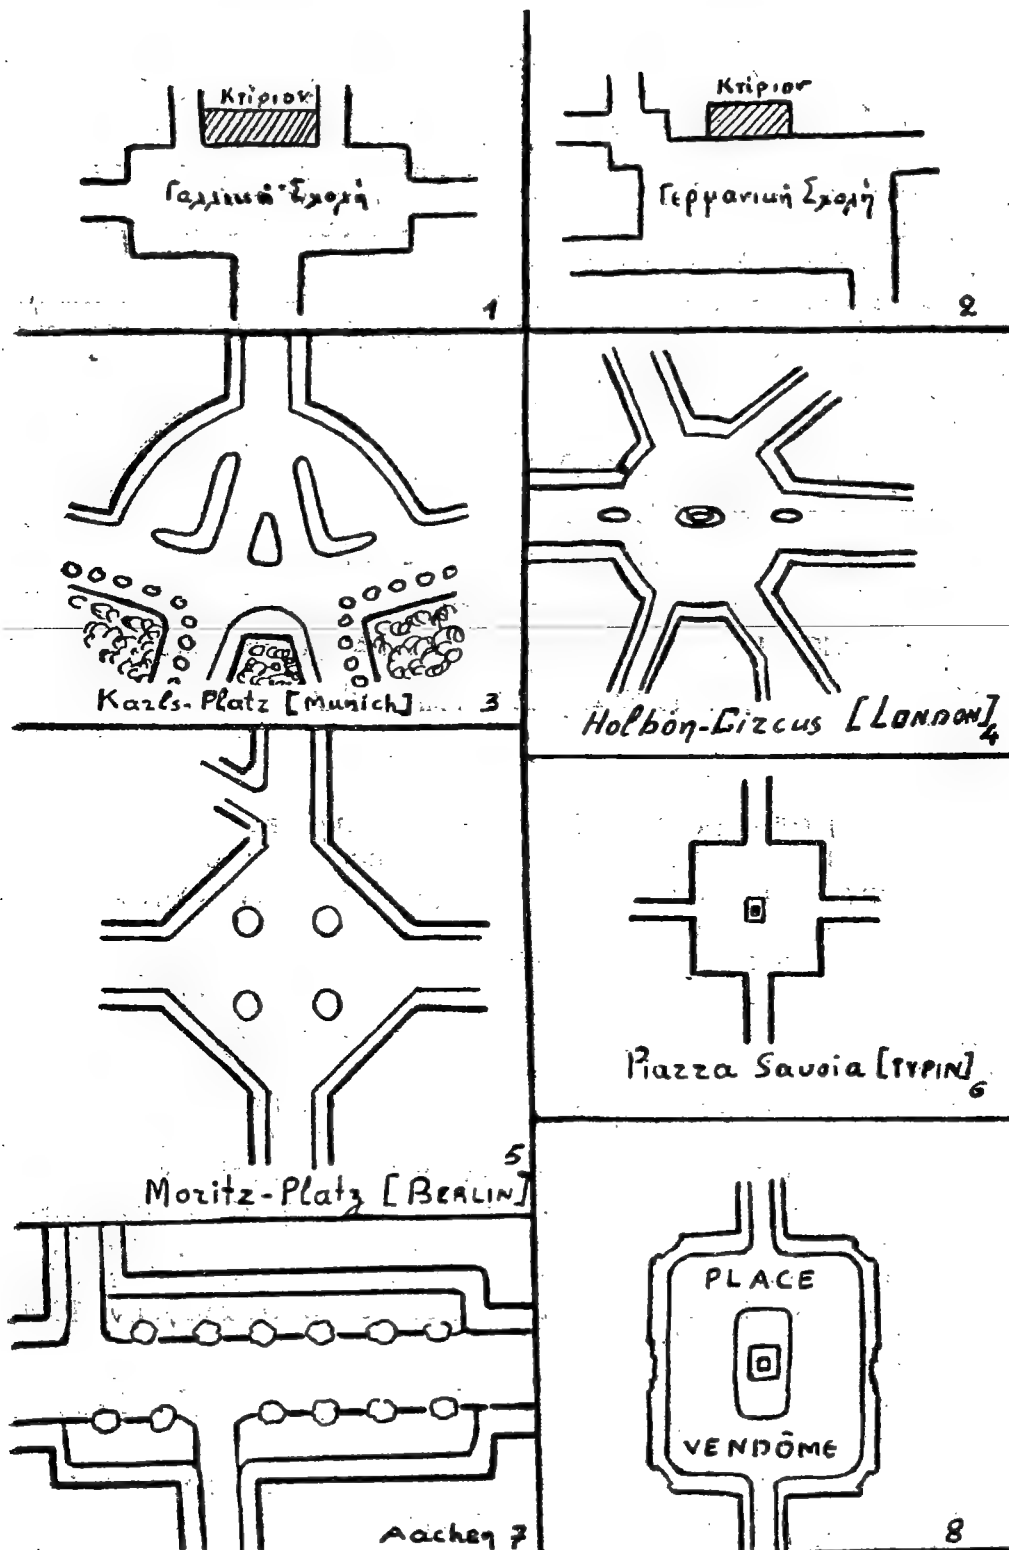 Κτίριον
Γαλλική Σχολή
1
Κτίριον
Γερμανική Σχολή
2
Karls-Platz [Munich] 3
Holbόη-Circus [LONDON] 4
5
Moritz-Platz [BERLIN]
Piazza Savoia [ΤΥΡΙΝ] 6
Aachen 7
PLACE
VENDÔME
8